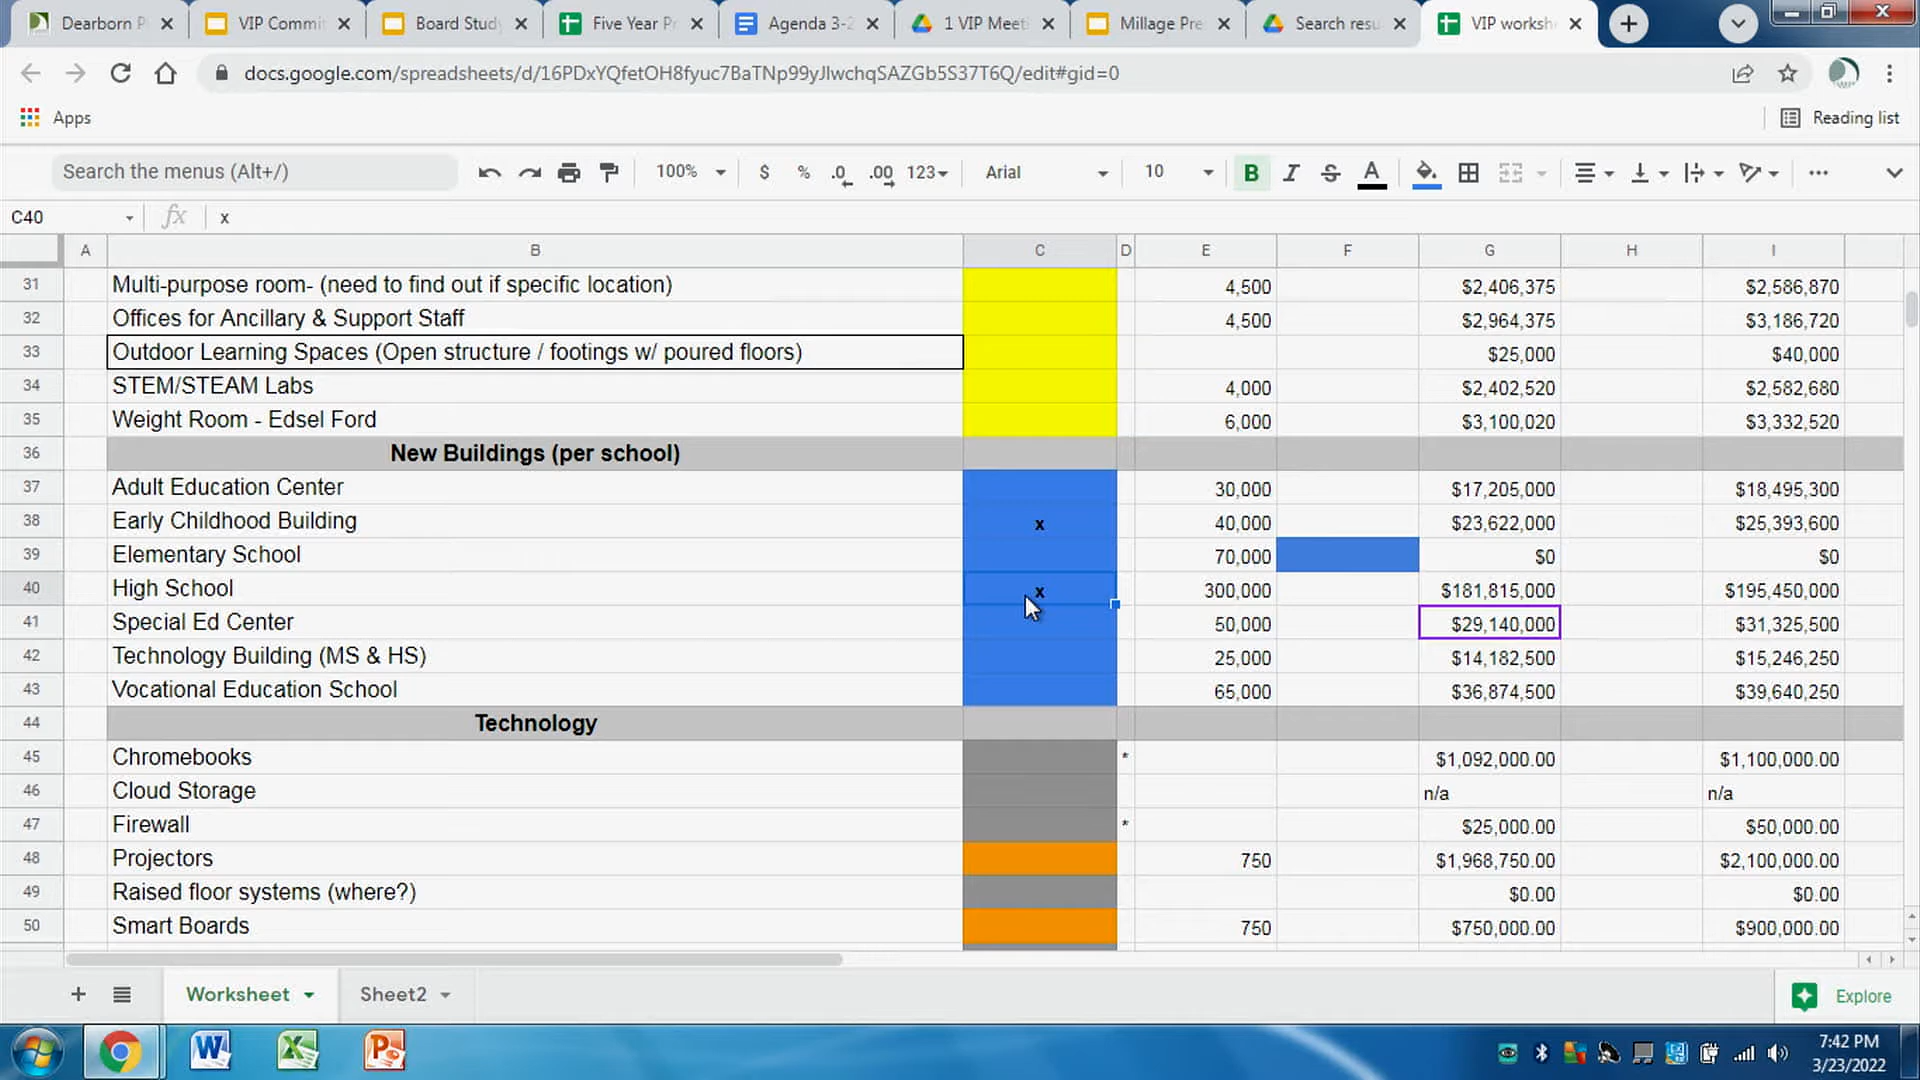 Dearborn P
VIP Commit
Board Study
Five Year Pr
Agenda 3-2
1 VIP Meeti
Millage Pre
Search resu
VIP workshe
docs.google.com/spreadsheets/d/16PDxYQfetOH8fyuc7BaTNp99yJlwchqSAZGb5S37T6Q/edit#gid=0
Apps
Reading list
Search the menus (Alt+/)
100% $ % .0 .00 123 Arial 10 B I S A
C40 fx x
A B C D E F G H I
31 Multi-purpose room- (need to find out if specific location) 4,500 $2,406,375 $2,586,870
32 Offices for Ancillary & Support Staff 4,500 $2,964,375 $3,186,720
33 Outdoor Learning Spaces (Open structure / footings w/ poured floors) $25,000 $40,000
34 STEM/STEAM Labs 4,000 $2,402,520 $2,582,680
35 Weight Room - Edsel Ford 6,000 $3,100,020 $3,332,520
36 New Buildings (per school)
37 Adult Education Center 30,000 $17,205,000 $18,495,300
38 Early Childhood Building x 40,000 $23,622,000 $25,393,600
39 Elementary School 70,000 $0 $0
40 High School x 300,000 $181,815,000 $195,450,000
41 Special Ed Center 50,000 $29,140,000 $31,325,500
42 Technology Building (MS & HS) 25,000 $14,182,500 $15,246,250
43 Vocational Education School 65,000 $36,874,500 $39,640,250
44 Technology
45 Chromebooks * $1,092,000.00 $1,100,000.00
46 Cloud Storage n/a n/a
47 Firewall * $25,000.00 $50,000.00
48 Projectors 750 $1,968,750.00 $2,100,000.00
49 Raised floor systems (where?) $0.00 $0.00
50 Smart Boards 750 $750,000.00 $900,000.00
Worksheet Sheet2 Explore
7:42 PM
3/23/2022